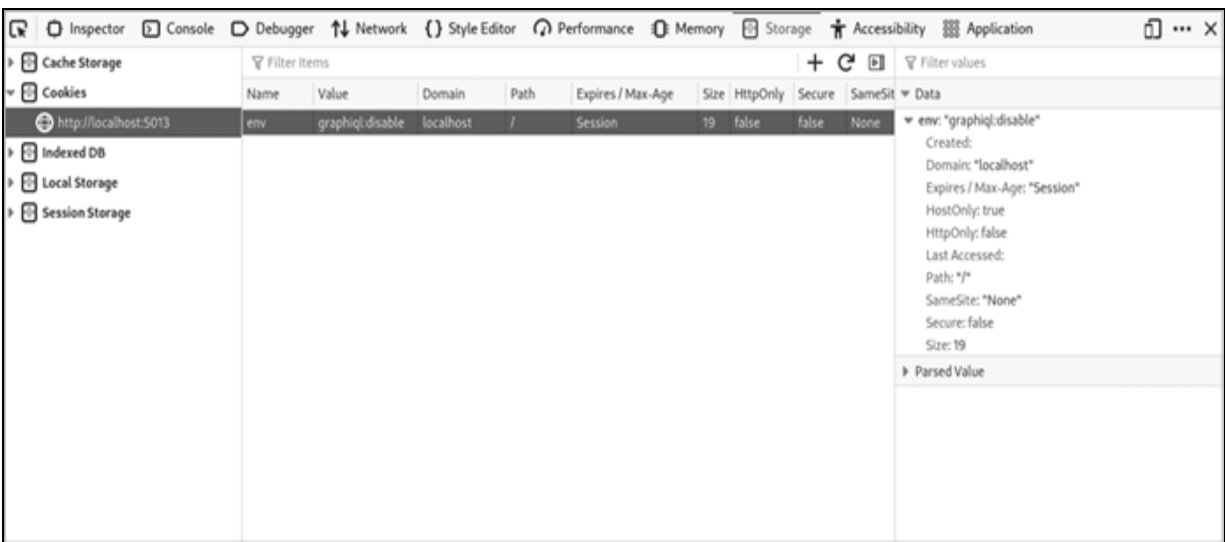 Inspector Console Debugger Network Style Editor Performance Memory Storage Accessibility Application
Cache Storage
Cookies
http://localhost:5013
Indexed DB
Local Storage
Session Storage
Filter Items
Name Value Domain Path Expires / Max-Age Size HttpOnly Secure SameSit
env graphiql:disable localhost / Session 19 false false None
Filter values
Data
env: "graphiql:disable"
Created:
Domain: "localhost"
Expires / Max-Age: "Session"
HostOnly: true
HttpOnly: false
Last Accessed:
Path: "/"
SameSite: "None"
Secure: false
Size: 19
Parsed Value